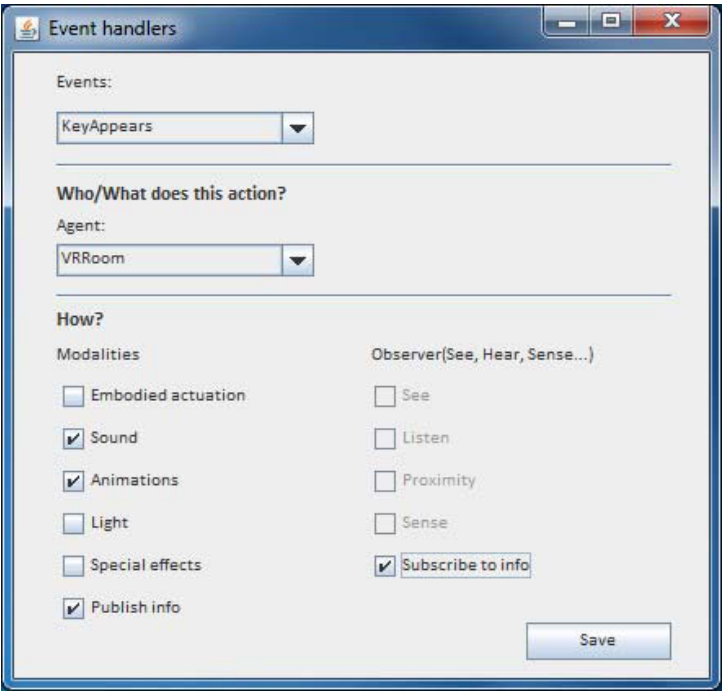 Event handlers
Events:
KeyAppears
Who/What does this action?
Agent:
VRRoom
How?
Modalities Observer(See, Hear, Sense...)
Embodied actuation See
Sound Listen
Animations Proximity
Light Sense
Special effects Subscribe to info
Publish info
Save